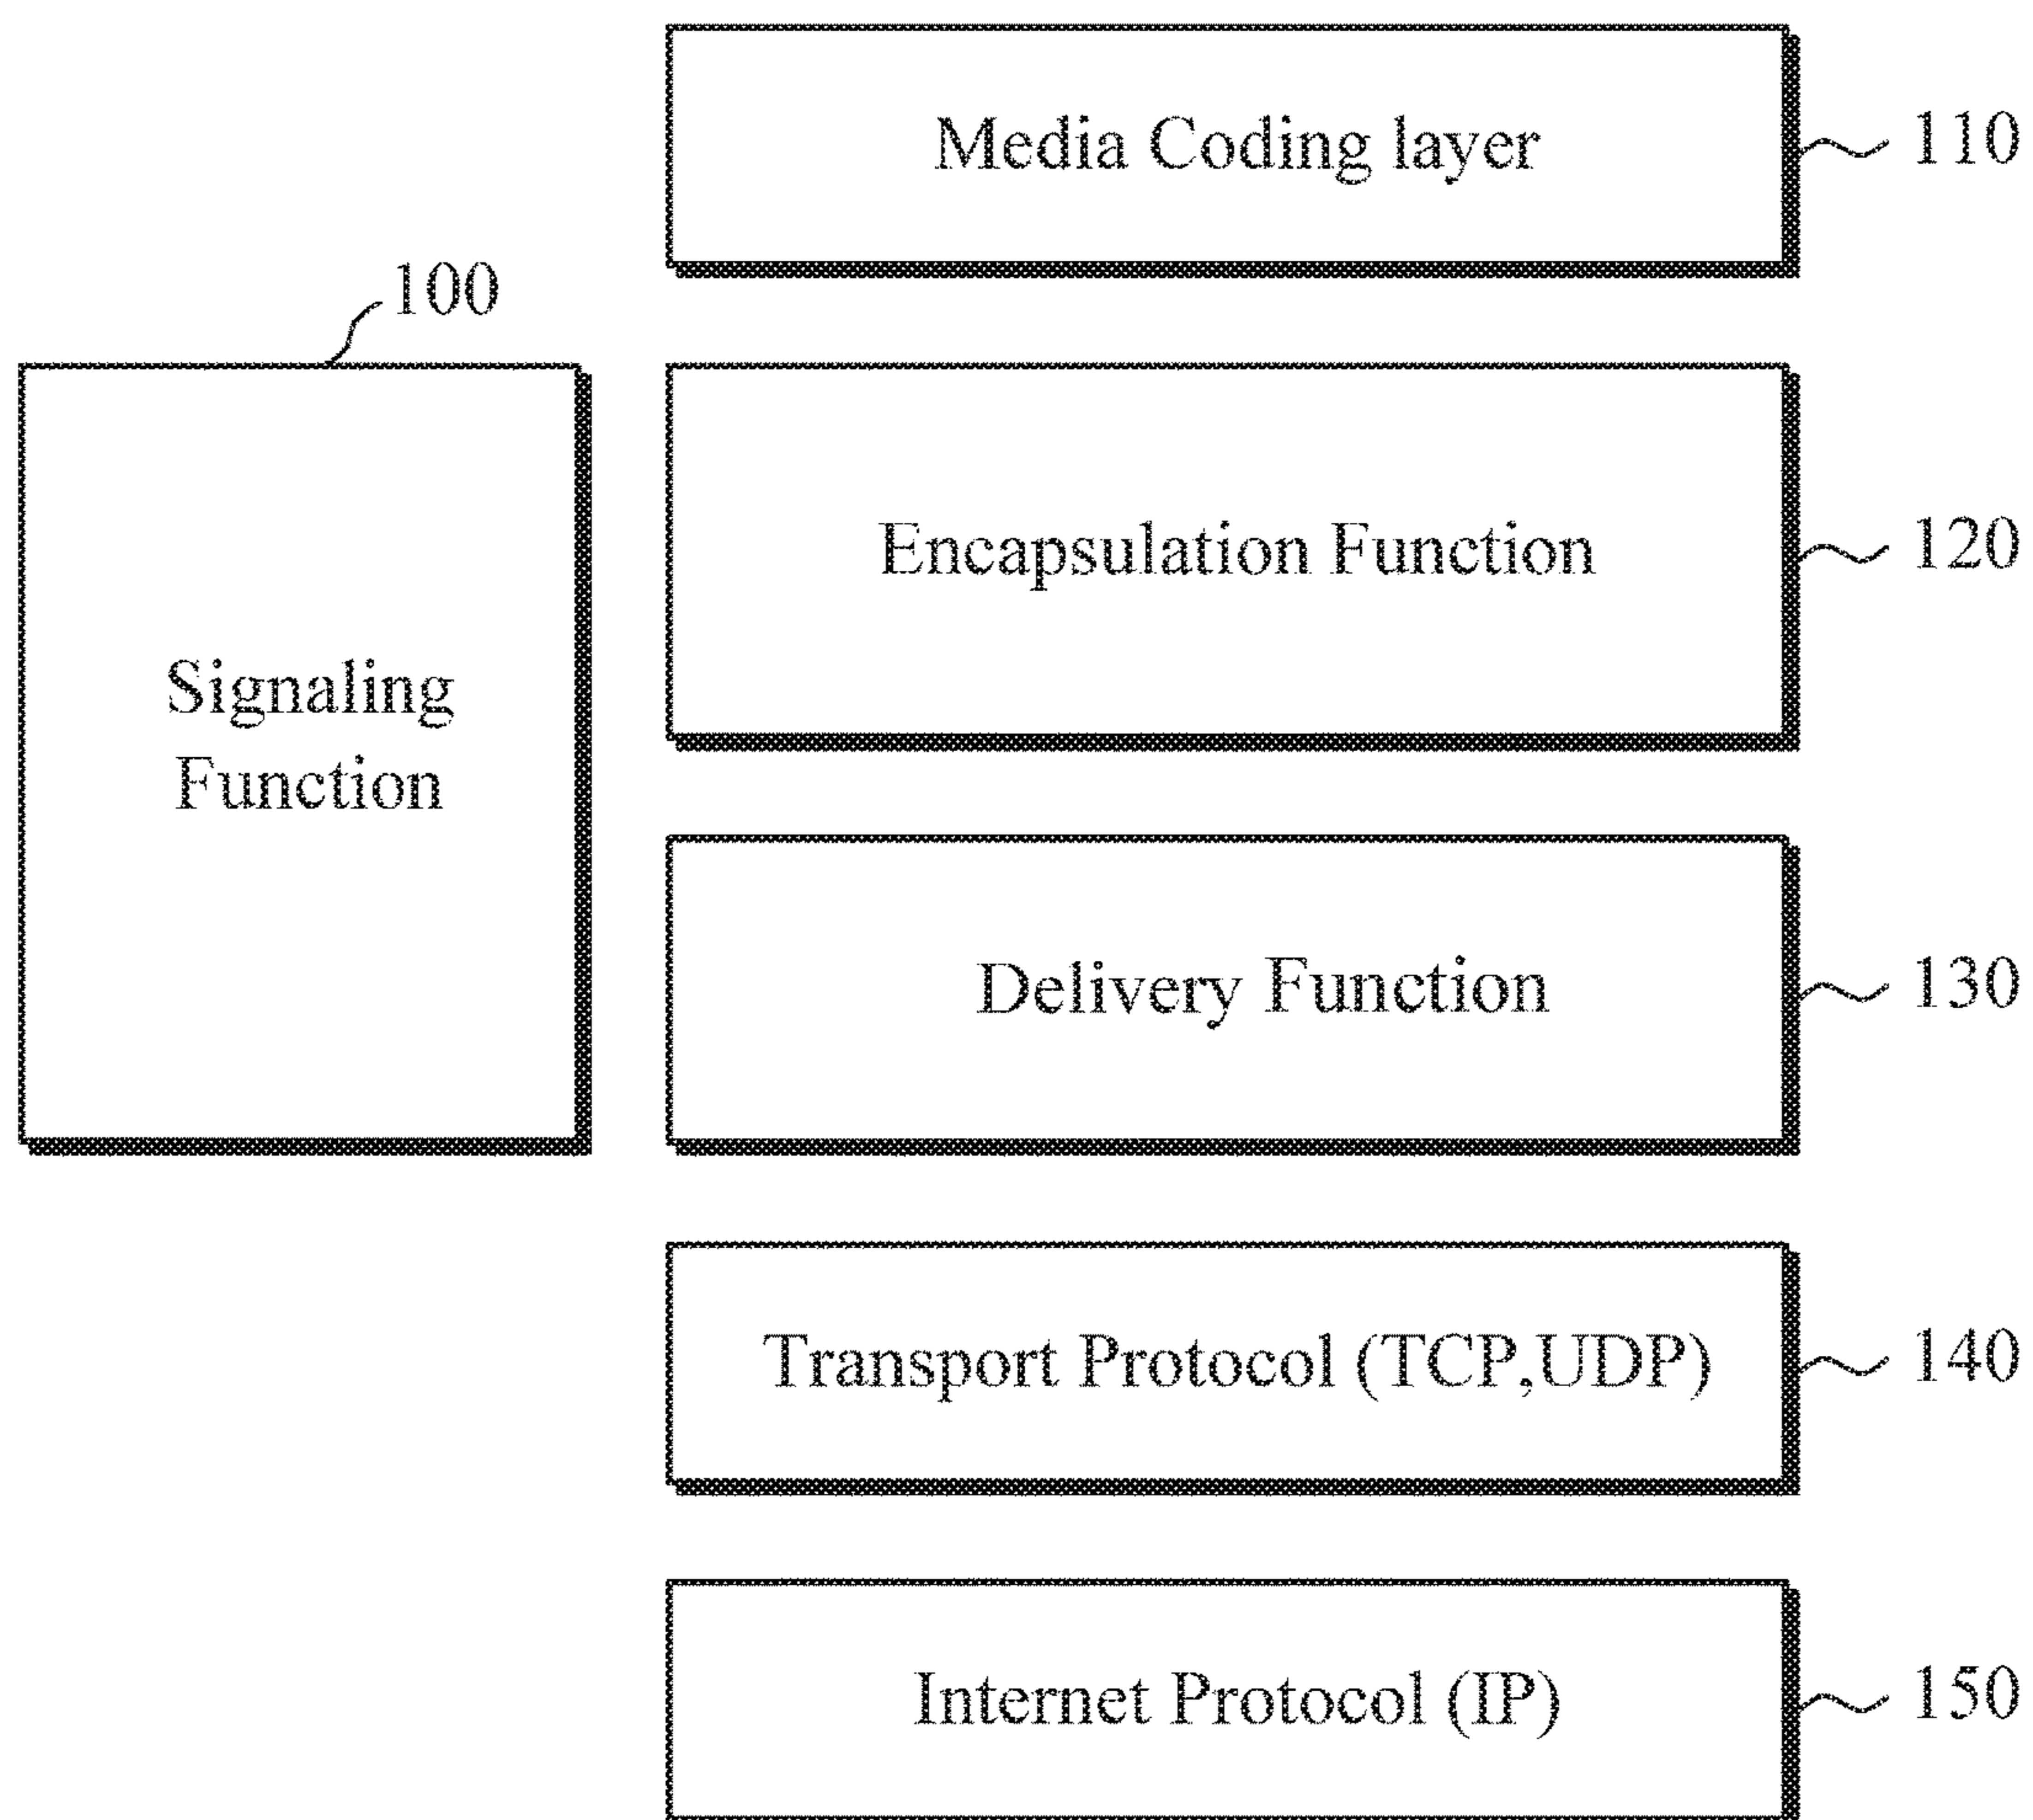 Media Coding layer
110
100
Signaling
Function
Encapsulation Function
120
Delivery Function
130
Transport Protocol (TCP,UDP)
140
Internet Protocol (IP)
150